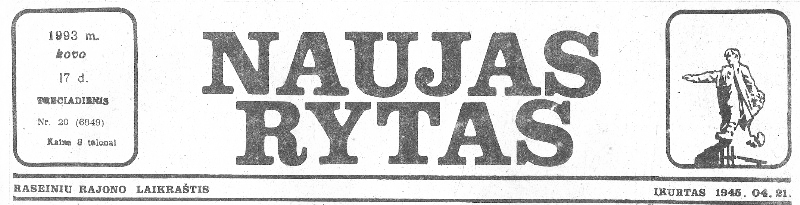 1993 m.
kovo
17 d.
TREČIADIENIS
Nr. 20 (6649)
Kaina 8 talonai
NAUJAS
RYTAS
RASEINIŲ RAJONO LAIKRAŠTIS
ĮKURTAS 1945. 04. 21.